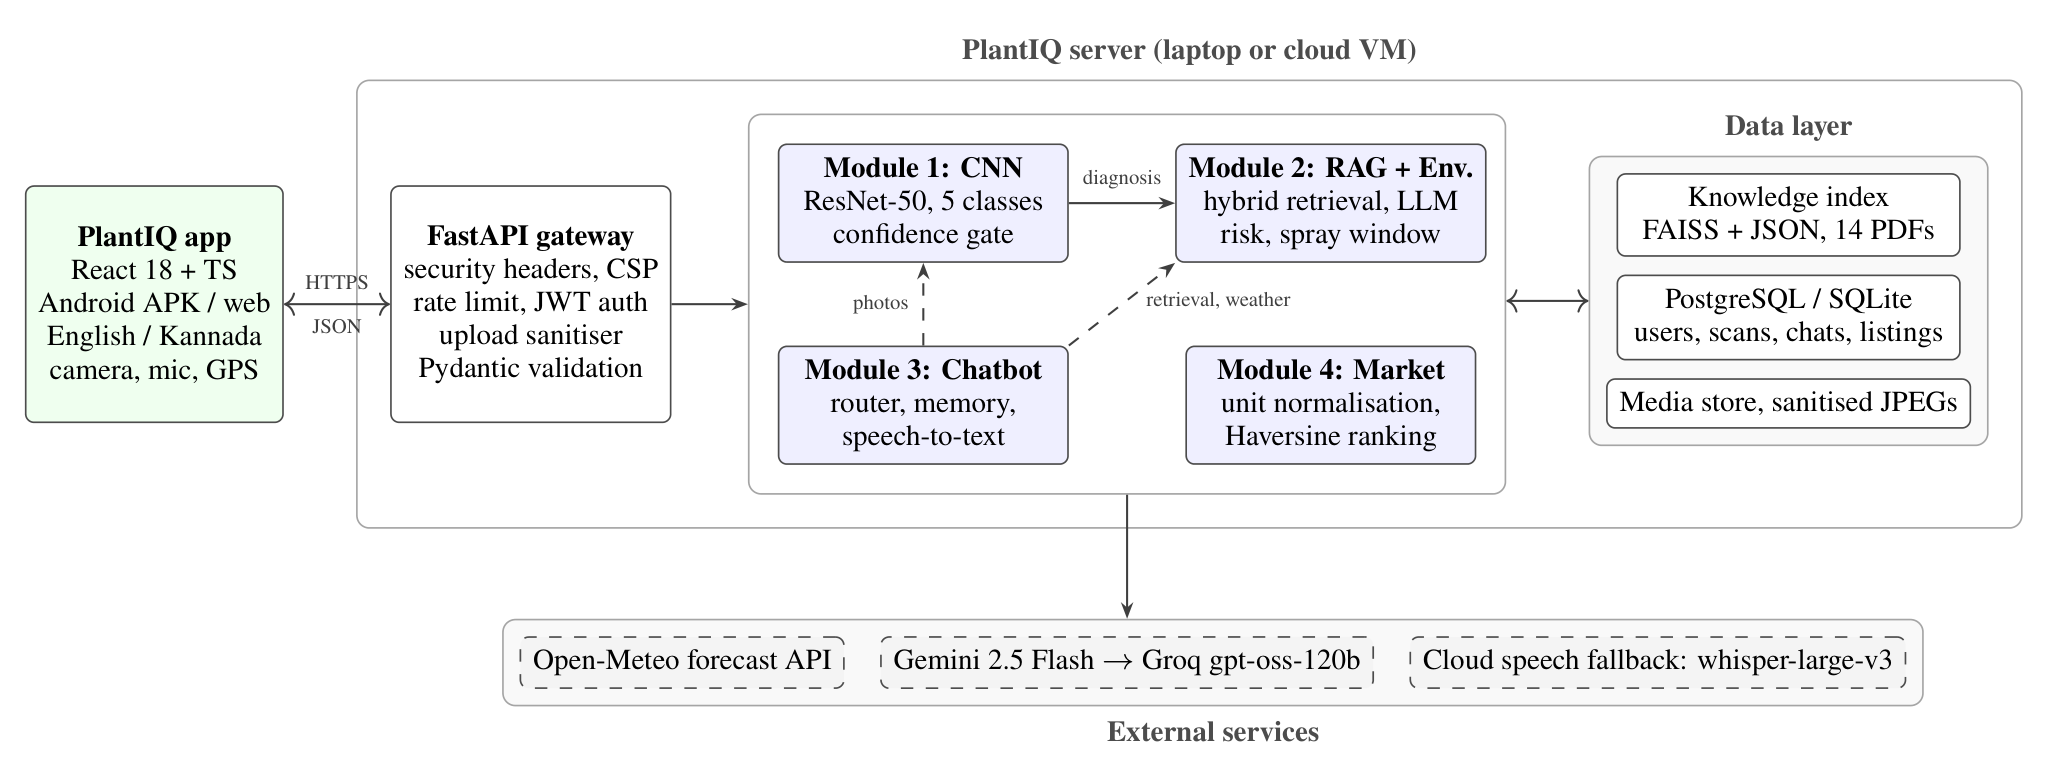 PlantIQ server (laptop or cloud VM)
PlantIQ app
React 18 + TS
Android APK / web
English / Kannada
camera, mic, GPS
HTTPS
JSON
FastAPI gateway
security headers, CSP
rate limit, JWT auth
upload sanitiser
Pydantic validation
Module 1: CNN
ResNet-50, 5 classes
confidence gate
diagnosis
Module 2: RAG + Env.
hybrid retrieval, LLM
risk, spray window
photos
retrieval, weather
Module 3: Chatbot
router, memory,
speech-to-text
Module 4: Market
unit normalisation,
Haversine ranking
Data layer
Knowledge index
FAISS + JSON, 14 PDFs
PostgreSQL / SQLite
users, scans, chats, listings
Media store, sanitised JPEGs
Open-Meteo forecast API
Gemini 2.5 Flash → Groq gpt-oss-120b
Cloud speech fallback: whisper-large-v3
External services